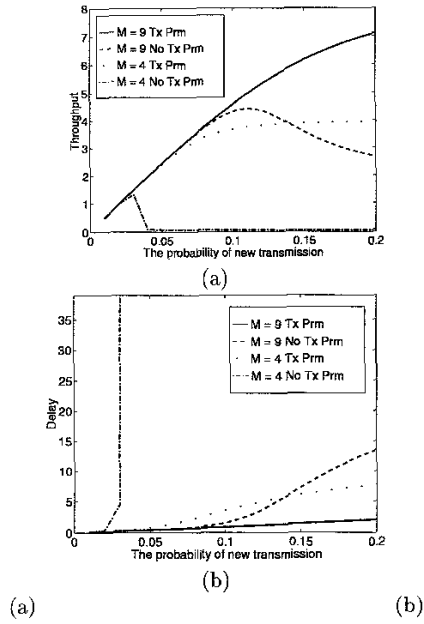 8
7
6
5
4
3
2
1
0
Throughput
M = 9 Tx Prm
M = 9 No Tx Prm
M = 4 Tx Prm
M = 4 No Tx Prm
0
0.05
0.1
0.15
0.2
The probability of new transmission
(a)
35
30
25
20
15
10
5
0
Delay
M = 9 Tx Prm
M = 9 No Tx Prm
M = 4 Tx Prm
M = 4 No Tx Prm
0
0.05
0.1
0.15
0.2
The probability of new transmission
(b)
(a) (b)